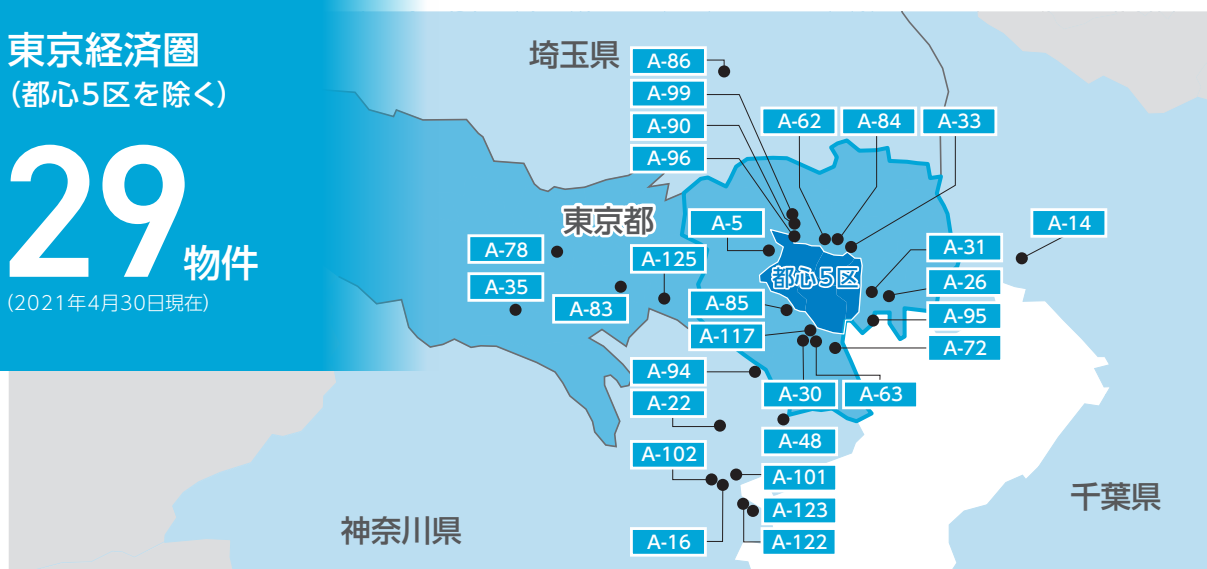 東京経済圏
(都心5区を除く)
29物件
(2021年4月30日現在)
埼玉県
A-86
A-99
A-90
A-96
A-62
A-84
A-33
東京都
A-5
A-14
A-78
A-125
A-31
都心5区
A-26
A-35
A-83
A-85
A-95
A-117
A-72
A-94
A-30
A-63
A-22
A-48
A-102
A-101
千葉県
A-123
神奈川県
A-16
A-122